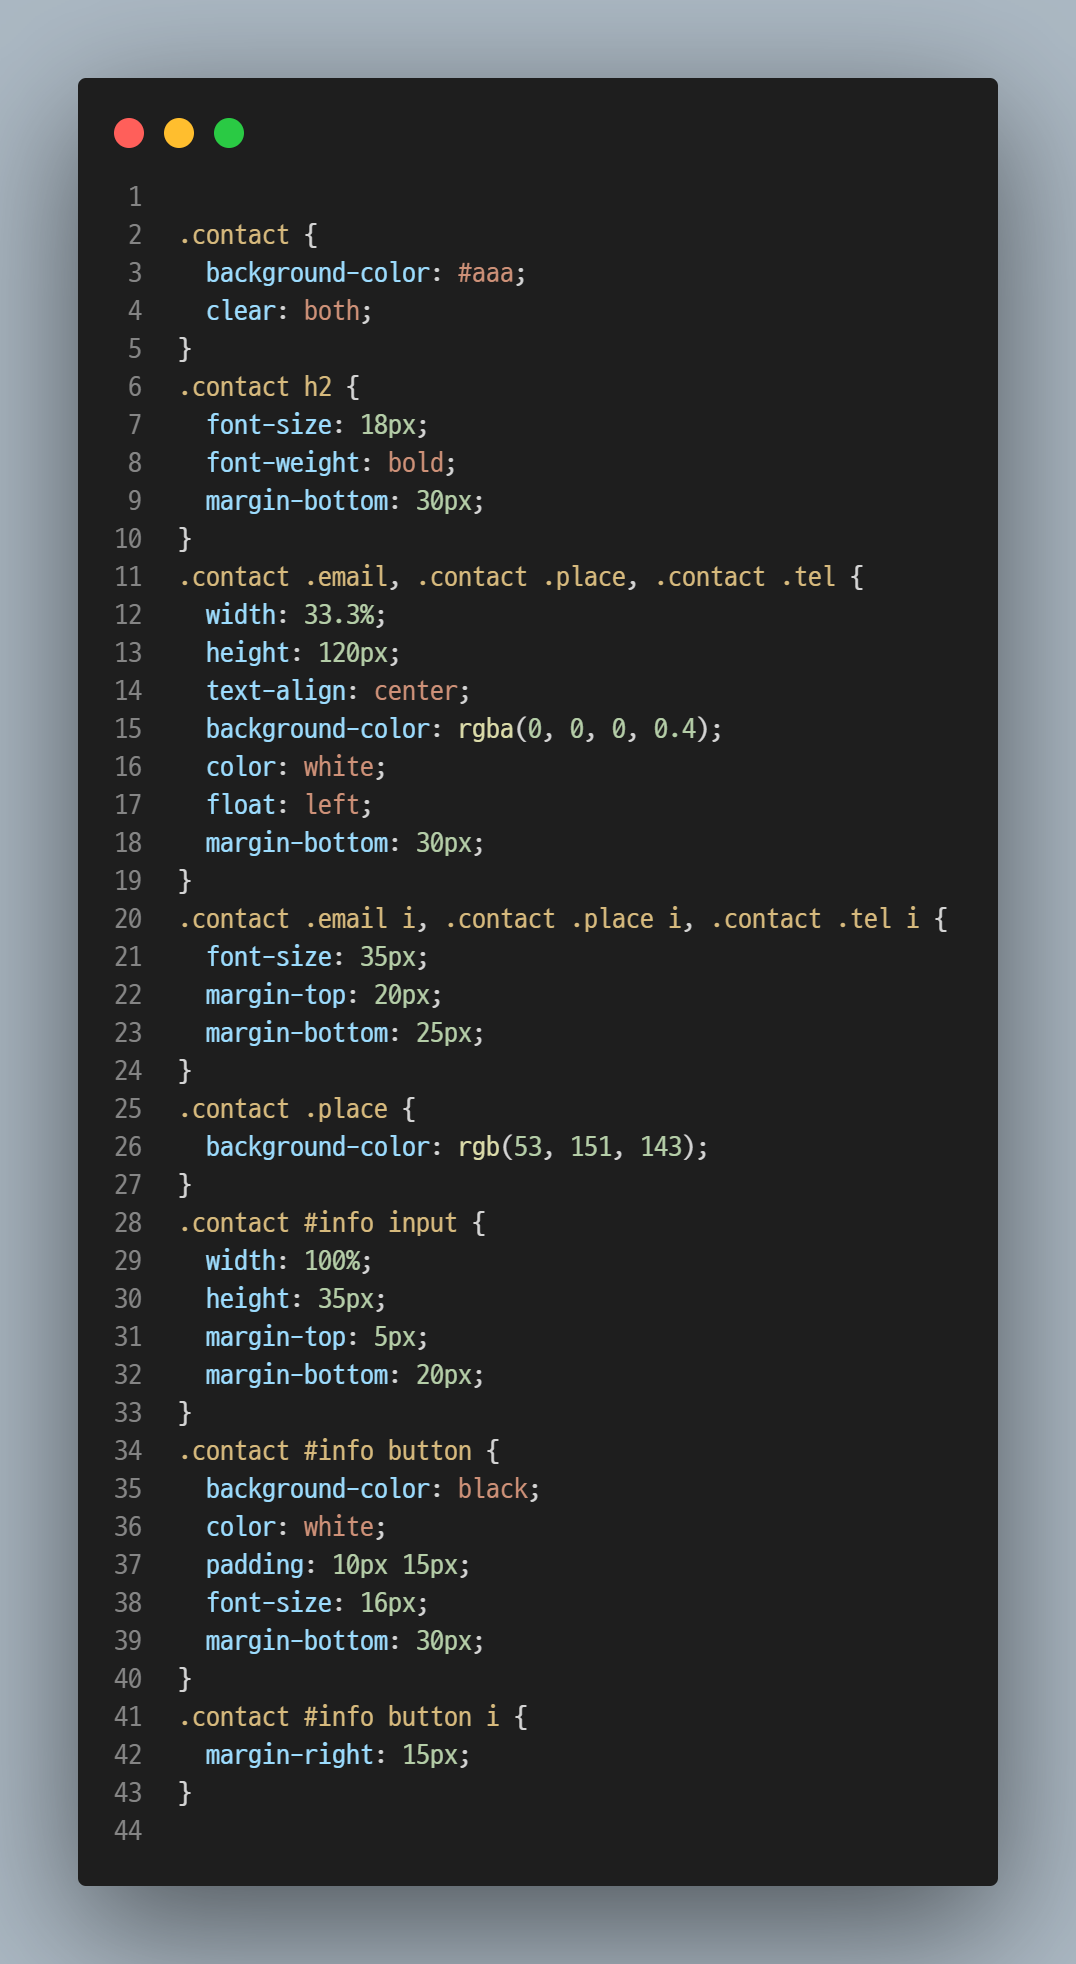 1
2 .contact {
3   background-color: #aaa;
4   clear: both;
5 }
6 .contact h2 {
7   font-size: 18px;
8   font-weight: bold;
9   margin-bottom: 30px;
10 }
11 .contact .email, .contact .place, .contact .tel {
12   width: 33.3%;
13   height: 120px;
14   text-align: center;
15   background-color: rgba(0, 0, 0, 0.4);
16   color: white;
17   float: left;
18   margin-bottom: 30px;
19 }
20 .contact .email i, .contact .place i, .contact .tel i {
21   font-size: 35px;
22   margin-top: 20px;
23   margin-bottom: 25px;
24 }
25 .contact .place {
26   background-color: rgb(53, 151, 143);
27 }
28 .contact #info input {
29   width: 100%;
30   height: 35px;
31   margin-top: 5px;
32   margin-bottom: 20px;
33 }
34 .contact #info button {
35   background-color: black;
36   color: white;
37   padding: 10px 15px;
38   font-size: 16px;
39   margin-bottom: 30px;
40 }
41 .contact #info button i {
42   margin-right: 15px;
43 }
44